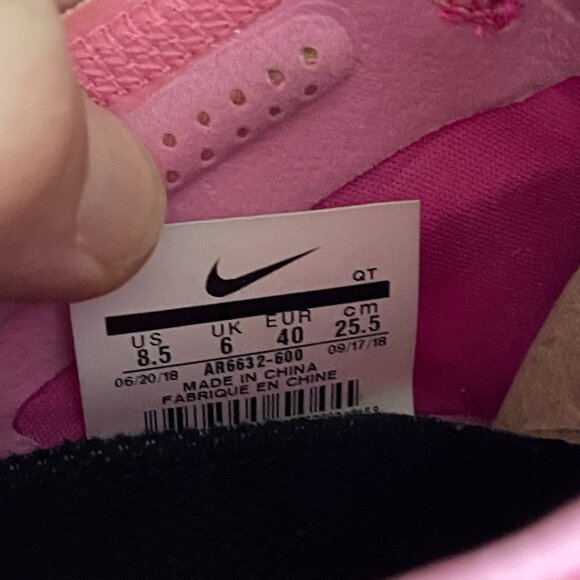 QT
US UK EUR cm
8.5 6 40 25.5
06/20/18 AR6632-600 09/17/18
MADE IN CHINA
FABRIQUE EN CHINE